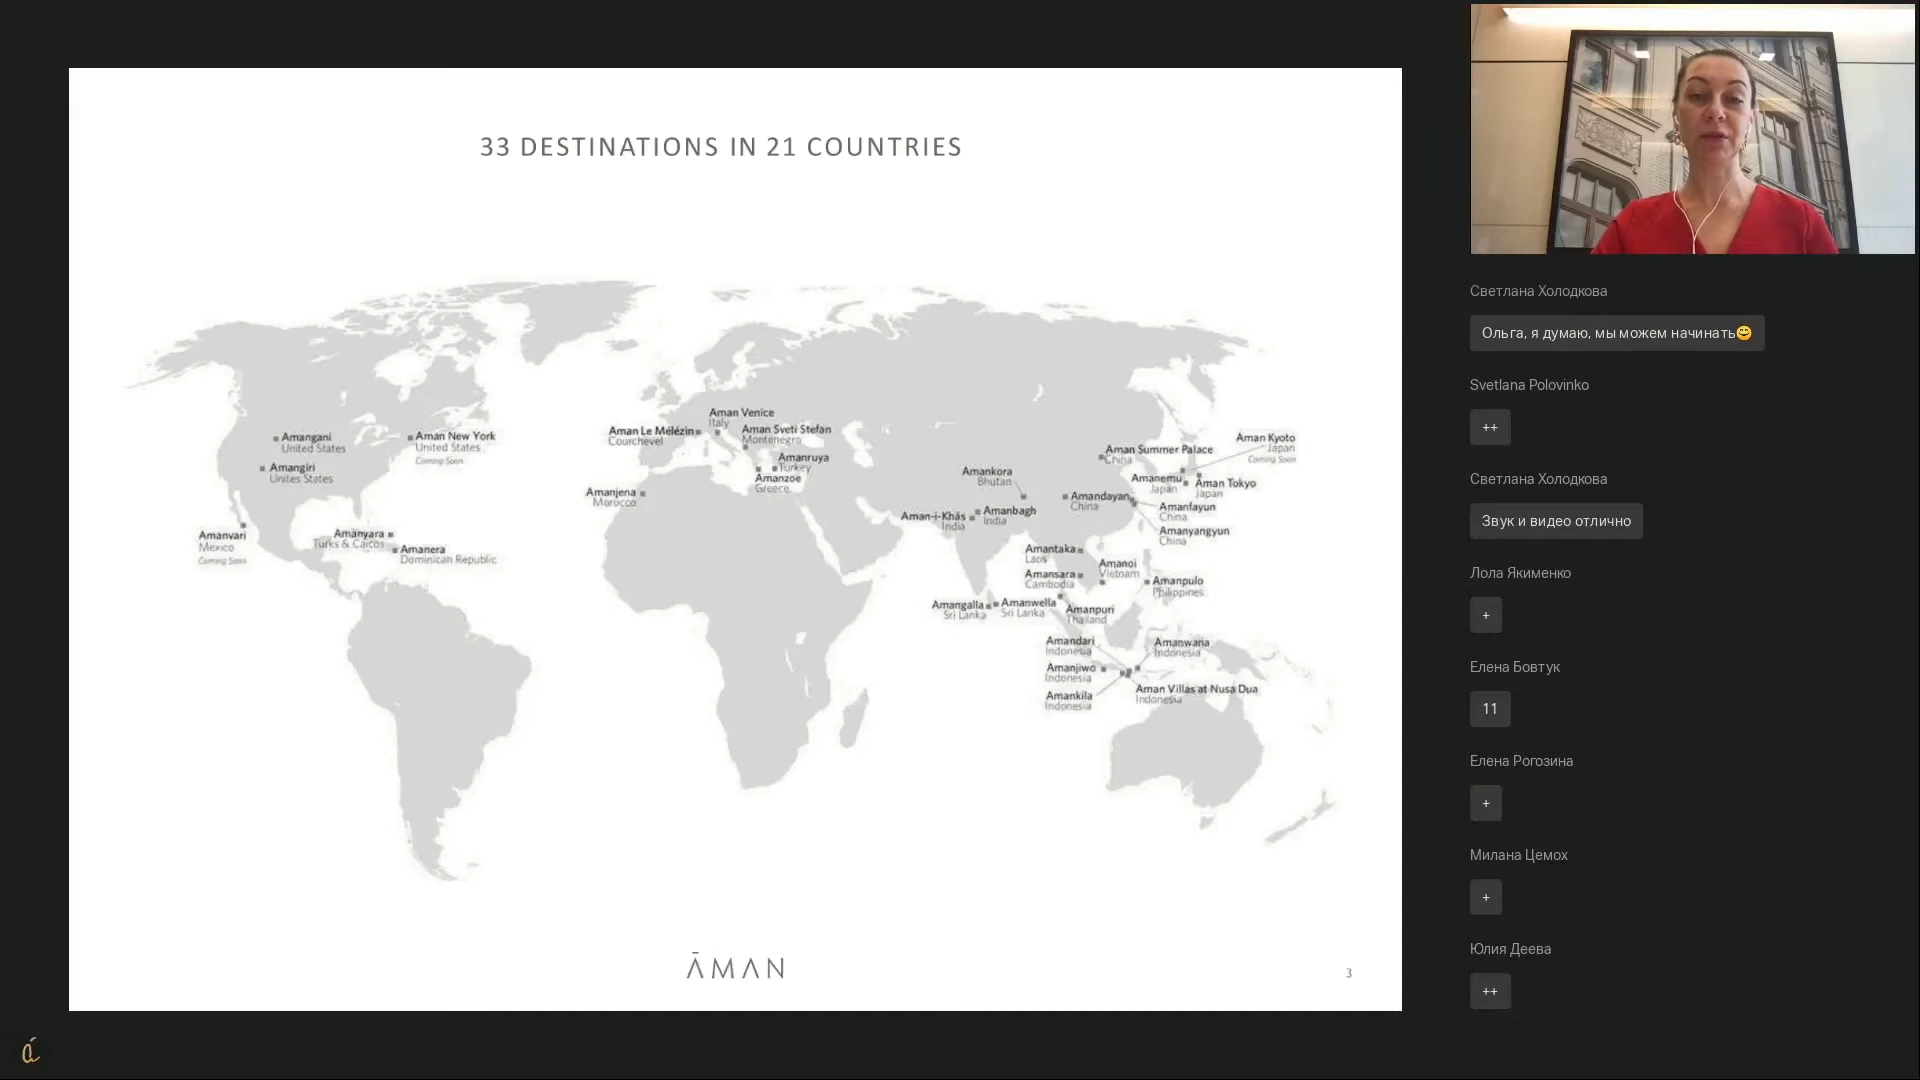 33 DESTINATIONS IN 21 COUNTRIES
Amangani
United States
Amangiri
Unites States
Aman New York
United States
Coming Soon
Amanvari
Mexico
Coming Soon
Amanyara
Turks & Caicos
Amanera
Dominican Republic
Aman Le Mélézin
Courchevel
Aman Venice
Italy
Aman Sveti Stefan
Montenegro
Amanruya
Turkey
Amanzoe
Greece
Amanjena
Morocco
Amankora
Bhutan
Aman-i-Khás
India
Amanbagh
India
Aman Summer Palace
China
Aman Kyoto
Japan
Coming Soon
Amanemu
Japan
Aman Tokyo
Japan
Amandayan
China
Amanfayun
China
Amanyangyun
China
Amantaka
Laos
Amanoi
Vietnam
Amansara
Cambodia
Amanpulo
Philippines
Amangalla
Sri Lanka
Amanwella
Sri Lanka
Amanpuri
Thailand
Amandari
Indonesia
Amanwana
Indonesia
Amanjiwo
Indonesia
Amankila
Indonesia
Aman Villas at Nusa Dua
Indonesia
ĀMAN
3
Светлана Холодкова
Ольга, я думаю, мы можем начинать😊
Svetlana Polovinko
++
Светлана Холодкова
Звук и видео отлично
Лола Якименко
+
Елена Бовтук
11
Елена Рогозина
+
Милана Цемох
+
Юлия Деева
++
á